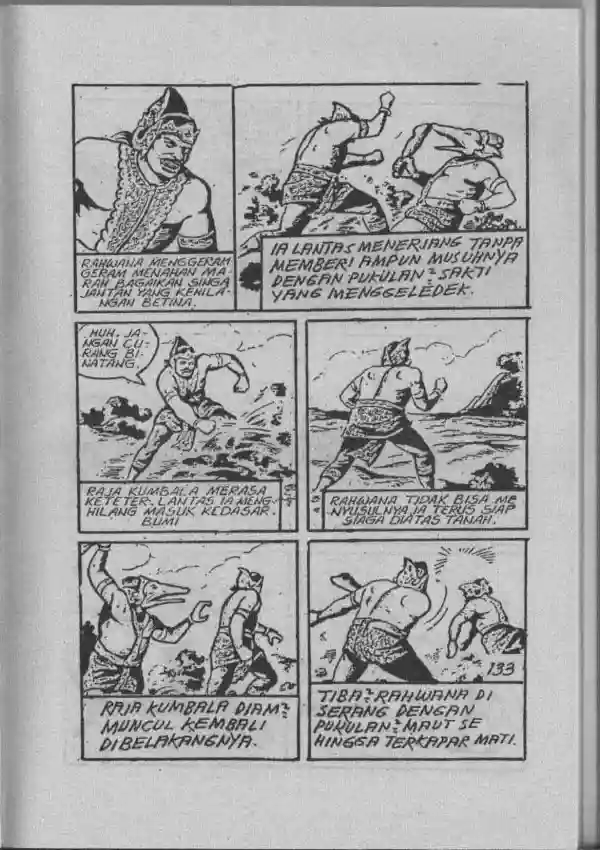 RAHWANA MENGGERAM
GERAM MENAHAN MA-
RAH BAGAIKAN SINGA
JANTAN YANG KEHILA-
NGAN BETINA.
IA LANTAS MENERJANG TANPA
MEMBERI AMPUN MUSUHNYA
DENGAN PUKULAN² SAKTI
YANG MENGGELEDEK.
HUH. JA-
NGAN CU-
RANG BI-
NATANG.
RAJA KUMBALA MERASA
KETETER. LANTAS IA MENG-
HILANG MASUK KEDASAR
BUMI
RAHWANA TIDAK BISA ME
NYUSULNYA IA TERUS SIAP
SIAGA DIATAS TANAH.
RAJA KUMBALA DIAM²
MUNCUL KEMBALI
DIBELAKANGNYA.
133
TIBA² RAHWANA DI
SERANG DENGAN
PUKULAN² MAUT SE
HINGGA TERKAPAR MATI.